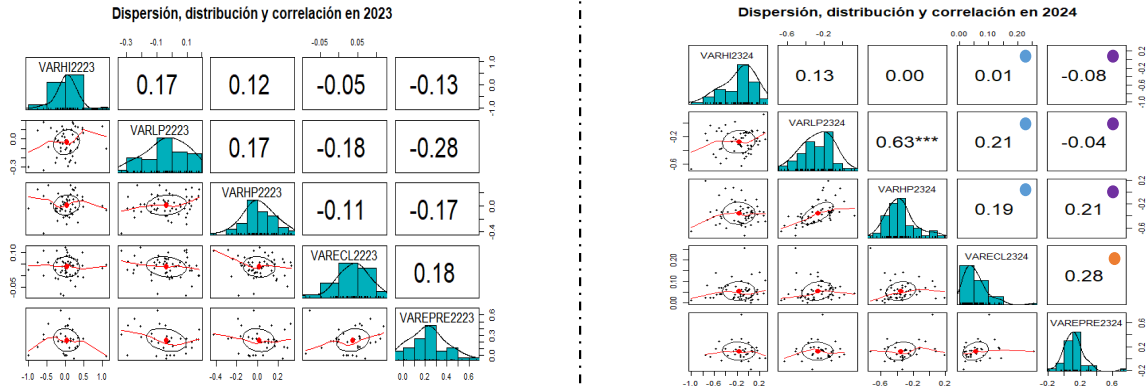 Dispersión, distribución y correlación en 2023
-0.3 -0.1 0.1
-0.05 0.05
VARHI2223 0.17 0.12 -0.05 -0.13
-1.0 0.0 1.0
-0.3 0.0
VARLP2223 0.17 -0.18 -0.28
VARHP2223 -0.11 -0.17
-0.4 0.0
-0.05 0.10
VARECL2223 0.18
VAREPRE2223
0.0 0.3 0.6
-1.0 0.0 0.5 1.0
-0.4 -0.2 0.0 0.2
0.0 0.2 0.4 0.6
Dispersión, distribución y correlación en 2024
-0.6 -0.2
0.00 0.10 0.20
VARHI2324 0.13 0.00 0.01 -0.08
-1.0 -0.6 -0.2 0.2
-0.6 -0.2
VARLP2324 0.63*** 0.21 -0.04
VARHP2324 0.19 0.21
-0.6 -0.2
0.00 0.10 0.20
VARECL2324 0.28
VAREPRE2324
-0.2 0.2 0.6
-1.0 -0.6 -0.2 0.2
-0.6 -0.2 0.2
-0.2 0.2 0.6